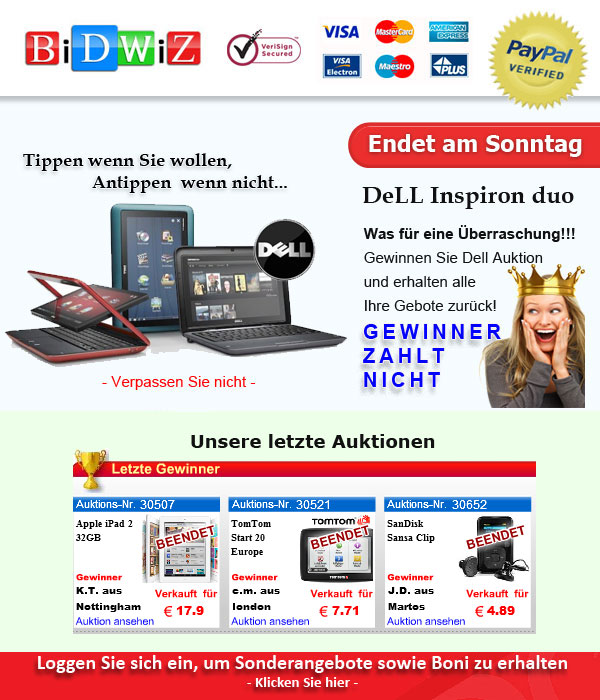 BiDWiZ
VeriSign
Secured
VISA
MasterCard
AMERICAN
EXPRESS
VISA
Electron
Maestro
PLUS
PayPal
VERIFIED
Endet am Sonntag
Tippen wenn Sie wollen,
Antippen wenn nicht...
DELL
DeLL Inspiron duo
Was für eine Überraschung!!!
Gewinnen Sie Dell Auktion
und erhalten alle
Ihre Gebote zurück!
GEWINNER
ZAHLT
NICHT
- Verpassen Sie nicht -
Unsere letzte Auktionen
Letzte Gewinner
Auktions-Nr. 30507
Apple iPad 2
32GB
BEENDET
Gewinner
K.T. aus
Nottingham
Verkauft für
€ 17.9
Auktion ansehen
Auktions-Nr. 30521
TomTom
Start 20
Europe
TOMTOM
BEENDET
Gewinner
c.m. aus
london
Verkauft für
€ 7.71
Auktion ansehen
Auktions-Nr. 30652
SanDisk
Sansa Clip
BEENDET
Gewinner
J.D. aus
Martos
Verkauft für
€ 4.89
Auktion ansehen
Loggen Sie sich ein, um Sonderangebote sowie Boni zu erhalten
- Klicken Sie hier -